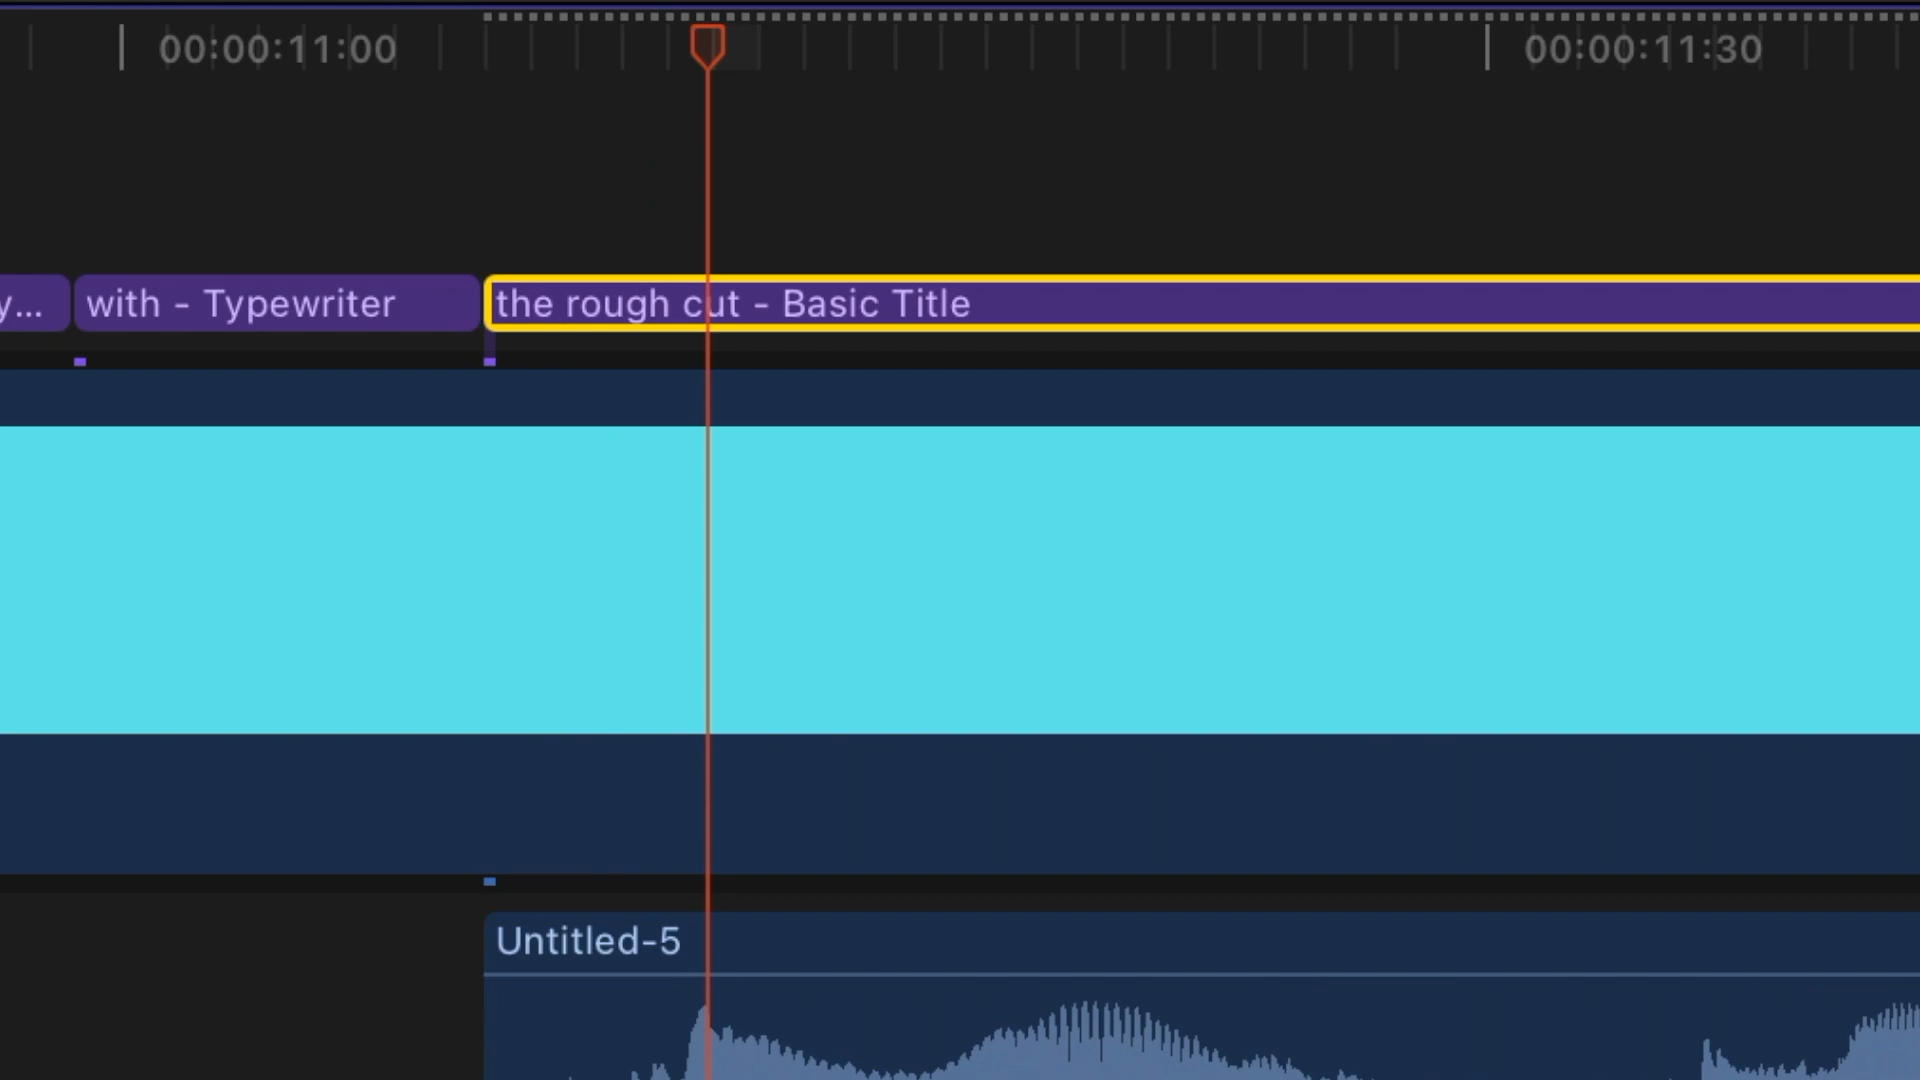 00:00:11:00 00:00:11:30
y... with - Typewriter the rough cut - Basic Title
Untitled-5